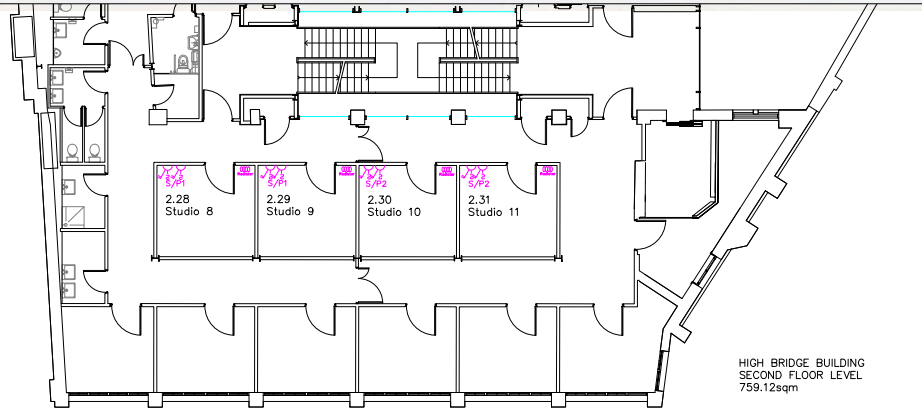 S/P1
S/P1
S/P2
S/P2
2.28
Studio 8
2.29
Studio 9
2.30
Studio 10
2.31
Studio 11
HIGH BRIDGE BUILDING
SECOND FLOOR LEVEL
759.12sqm